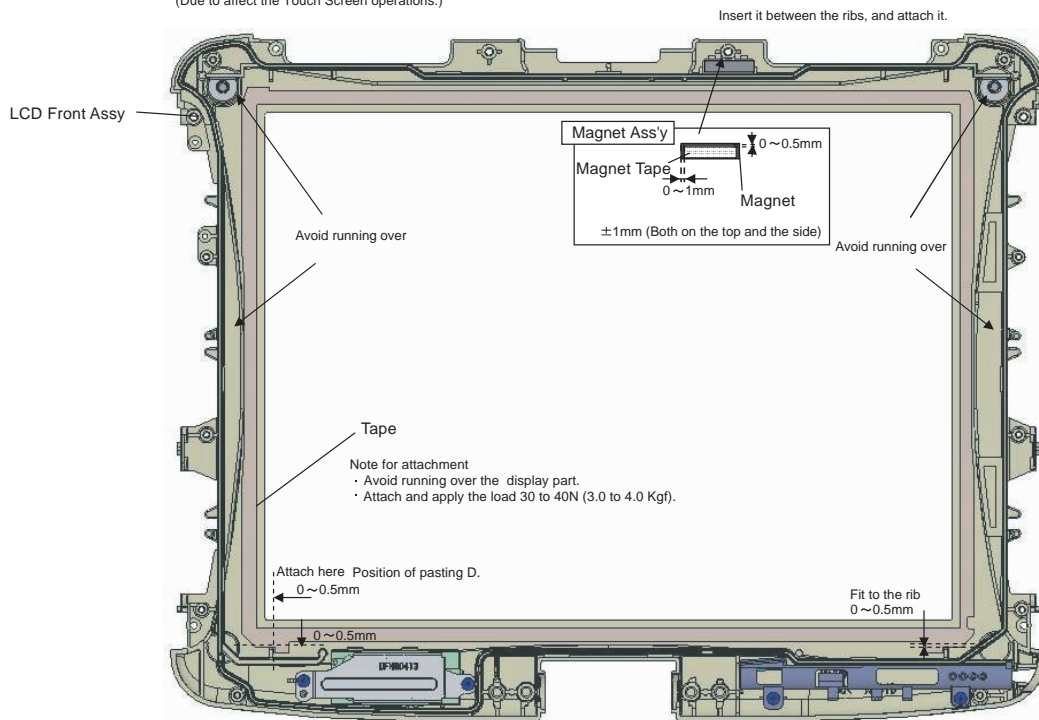 (Due to affect the Touch Screen operations.)
Insert it between the ribs, and attach it.
LCD Front Assy
Magnet Ass'y
0～0.5mm
Magnet Tape
0～1mm
Magnet
±1mm (Both on the top and the side)
Avoid running over
Avoid running over
Tape
Note for attachment
· Avoid running over the display part.
· Attach and apply the load 30 to 40N (3.0 to 4.0 Kgf).
Attach here Position of pasting D.
0～0.5mm
0～0.5mm
Fit to the rib
0～0.5mm